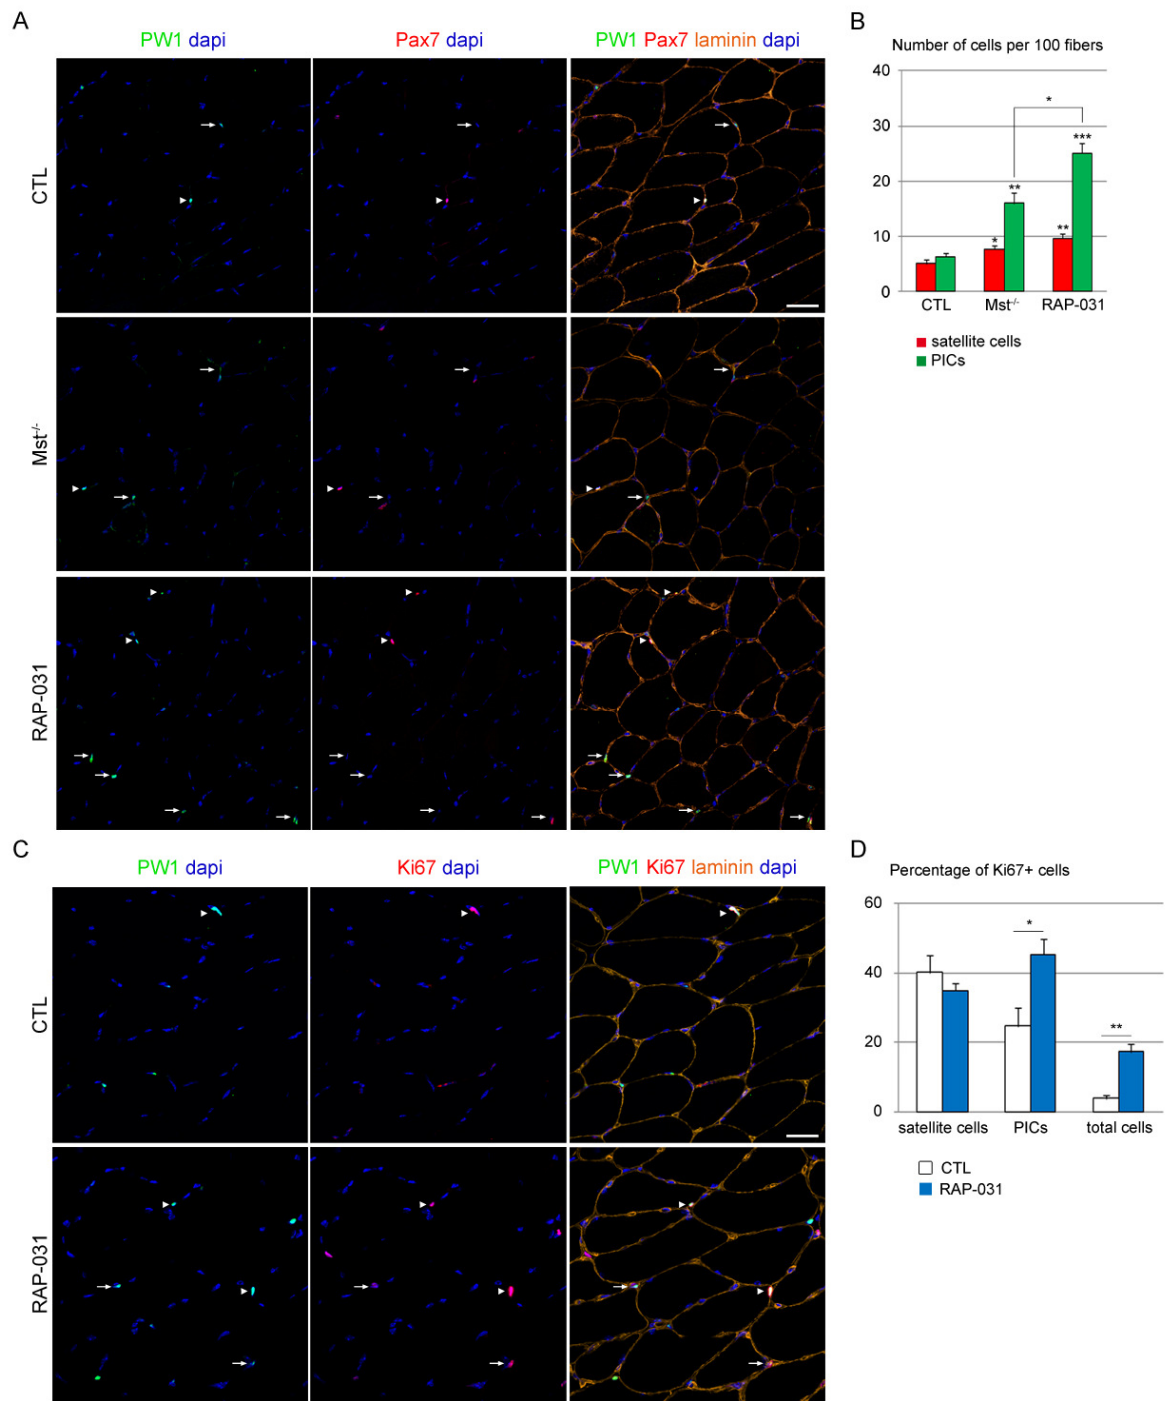 A
PW1 dapi
Pax7 dapi
PW1 Pax7 laminin dapi
CTL
Mst-/-
RAP-031
B
Number of cells per 100 fibers
40
30
20
10
0
*
**
*
***
**
CTL
Mst-/-
RAP-031
satellite cells
PICs
C
PW1 dapi
Ki67 dapi
PW1 Ki67 laminin dapi
CTL
RAP-031
D
Percentage of Ki67+ cells
60
40
20
0
*
**
satellite cells
PICs
total cells
CTL
RAP-031